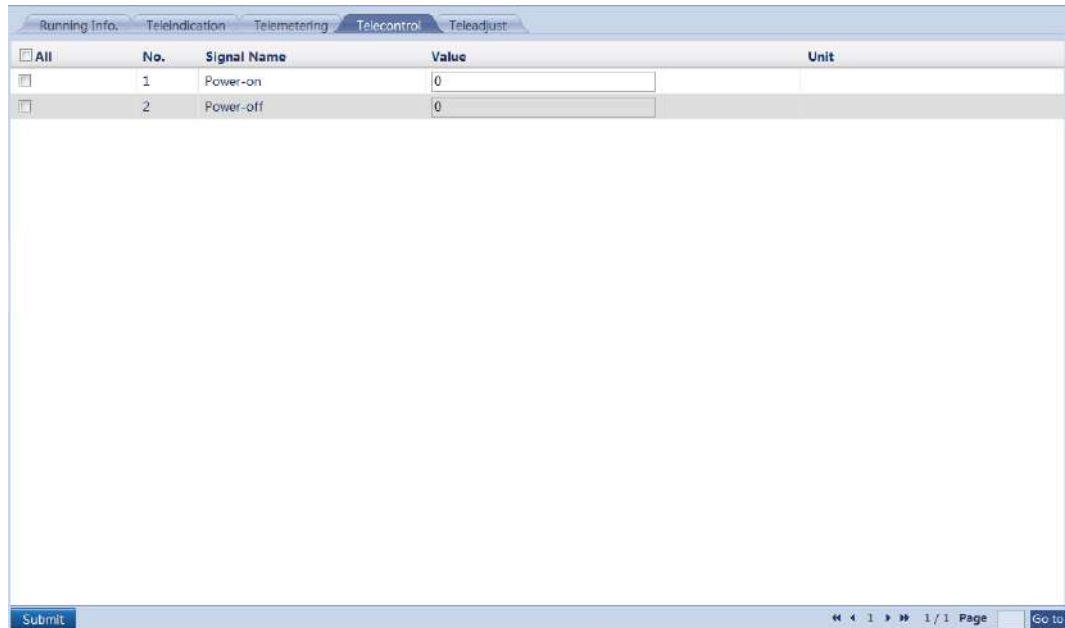 Running Info. Teleindication Telemetering Telecontrol Teleadjust
All No. Signal Name Value Unit
1 Power-on 0
2 Power-off 0
Submit 1 1 / 1 Page Go to